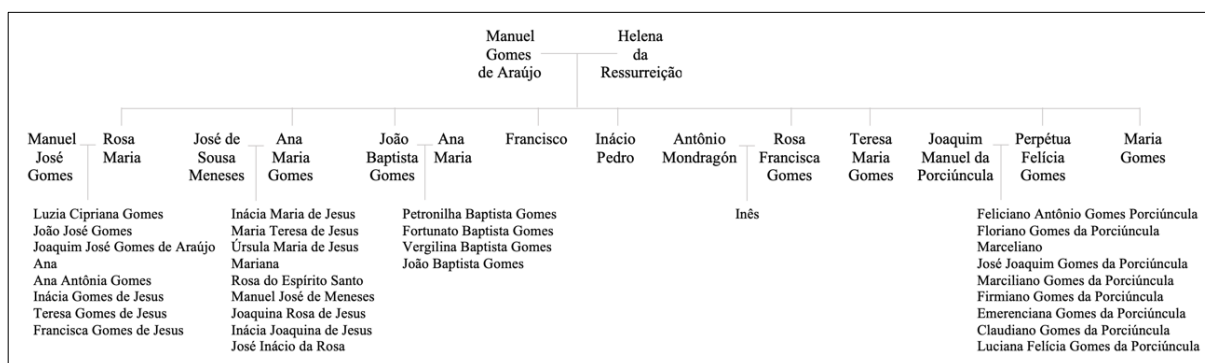 Manuel
Gomes
de Araújo
Helena
da
Ressurreição
Manuel
José
Gomes
Rosa
Maria
José de
Sousa
Meneses
Ana
Maria
Gomes
João
Baptista
Gomes
Ana
Maria
Francisco
Inácio
Pedro
Antônio
Mondragón
Rosa
Francisca
Gomes
Teresa
Maria
Gomes
Joaquim
Manuel da
Porciúncula
Perpétua
Felícia
Gomes
Maria
Gomes
Luzia Cipriana Gomes
João José Gomes
Joaquim José Gomes de Araújo
Ana
Ana Antônia Gomes
Inácia Gomes de Jesus
Teresa Gomes de Jesus
Francisca Gomes de Jesus
Inácia Maria de Jesus
Maria Teresa de Jesus
Úrsula Maria de Jesus
Mariana
Rosa do Espírito Santo
Manuel José de Meneses
Joaquina Rosa de Jesus
Inácia Joaquina de Jesus
José Inácio da Rosa
Petronilha Baptista Gomes
Fortunato Baptista Gomes
Vergilina Baptista Gomes
João Baptista Gomes
Inês
Feliciano Antônio Gomes Porciúncula
Floriano Gomes da Porciúncula
Marceliano
José Joaquim Gomes da Porciúncula
Marciliano Gomes da Porciúncula
Firmiano Gomes da Porciúncula
Emerenciana Gomes da Porciúncula
Claudiano Gomes da Porciúncula
Luciana Felícia Gomes da Porciúncula